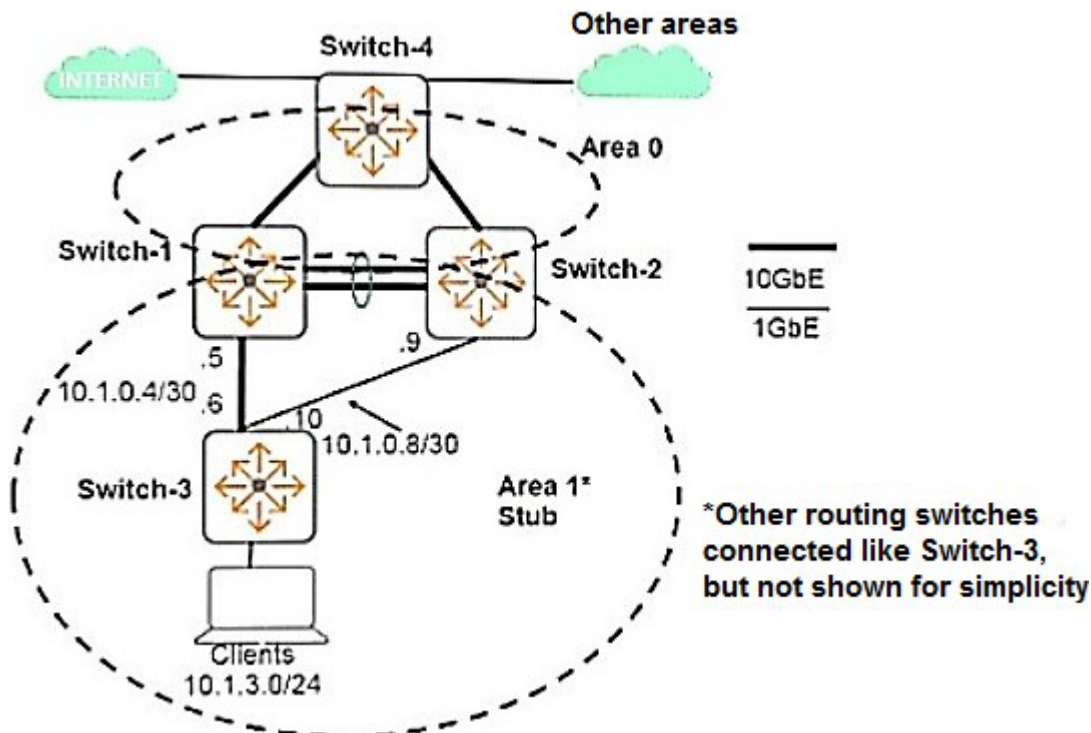 Other areas
Switch-4
INTERNET
Area 0
Switch-1
Switch-2
10GbE
1GbE
.5
.9
10.1.0.4/30
.6
.10
10.1.0.8/30
Switch-3
Area 1*
Stub
*Other routing switches
connected like Switch-3,
but not shown for simplicity
Clients
10.1.3.0/24